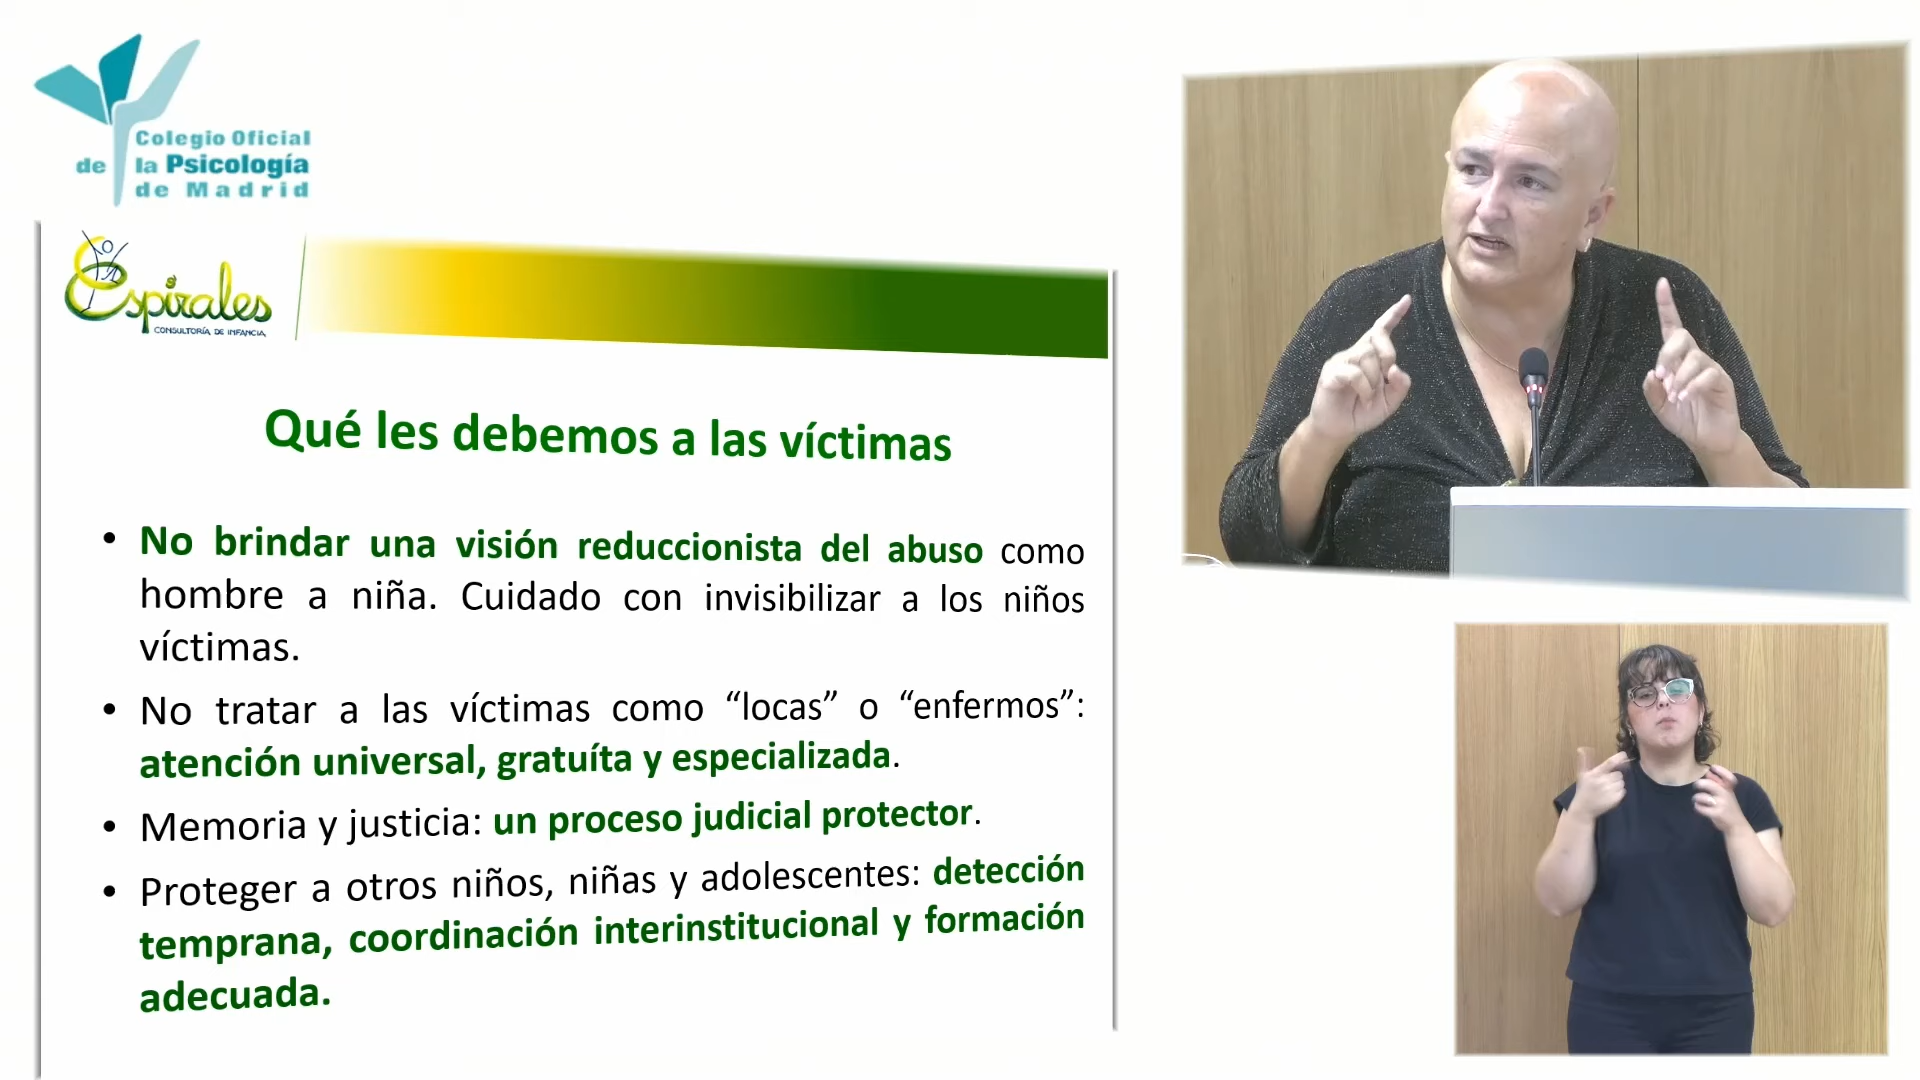 Colegio Oficial
de la Psicología
de Madrid
Espirales
CONSULTORÍA DE INFANCIA
Qué les debemos a las víctimas
• No brindar una visión reduccionista del abuso como
hombre a niña. Cuidado con invisibilizar a los niños
víctimas.
• No tratar a las víctimas como “locas” o “enfermos”:
atención universal, gratuíta y especializada.
• Memoria y justicia: un proceso judicial protector.
• Proteger a otros niños, niñas y adolescentes: detección
temprana, coordinación interinstitucional y formación
adecuada.